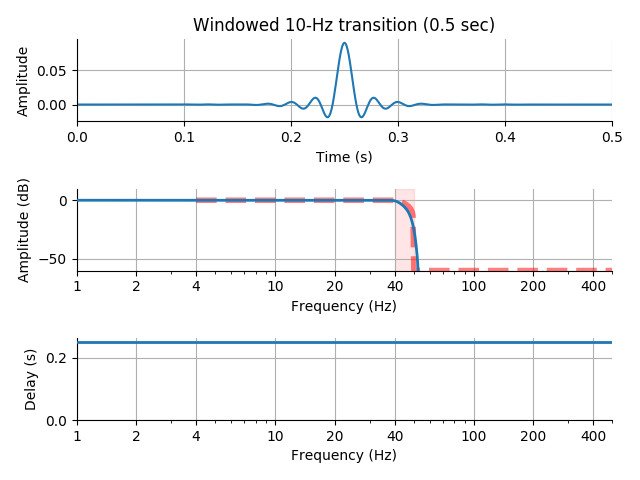 Windowed 10-Hz transition (0.5 sec)
Amplitude
0.05
0.00
0.0 0.1 0.2 0.3 0.4 0.5
Time (s)
Amplitude (dB)
0
−50
1 2 4 10 20 40 100 200 400
Frequency (Hz)
Delay (s)
0.2
0.0
1 2 4 10 20 40 100 200 400
Frequency (Hz)